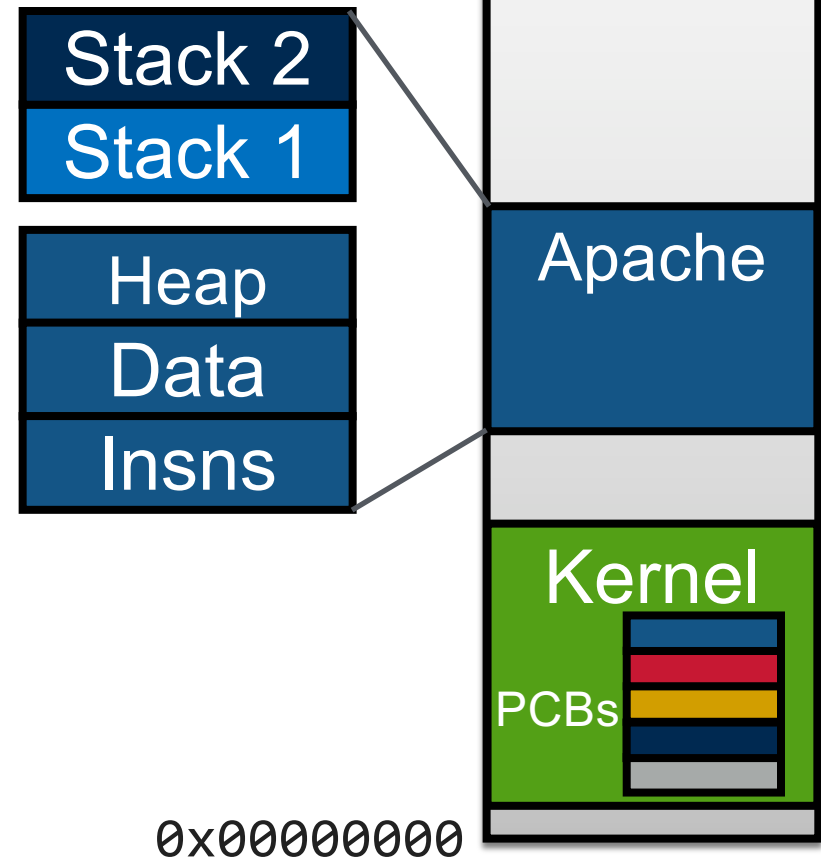 Stack 2
Stack 1
Heap
Data
Insns
Apache
Kernel
PCBs
0x00000000